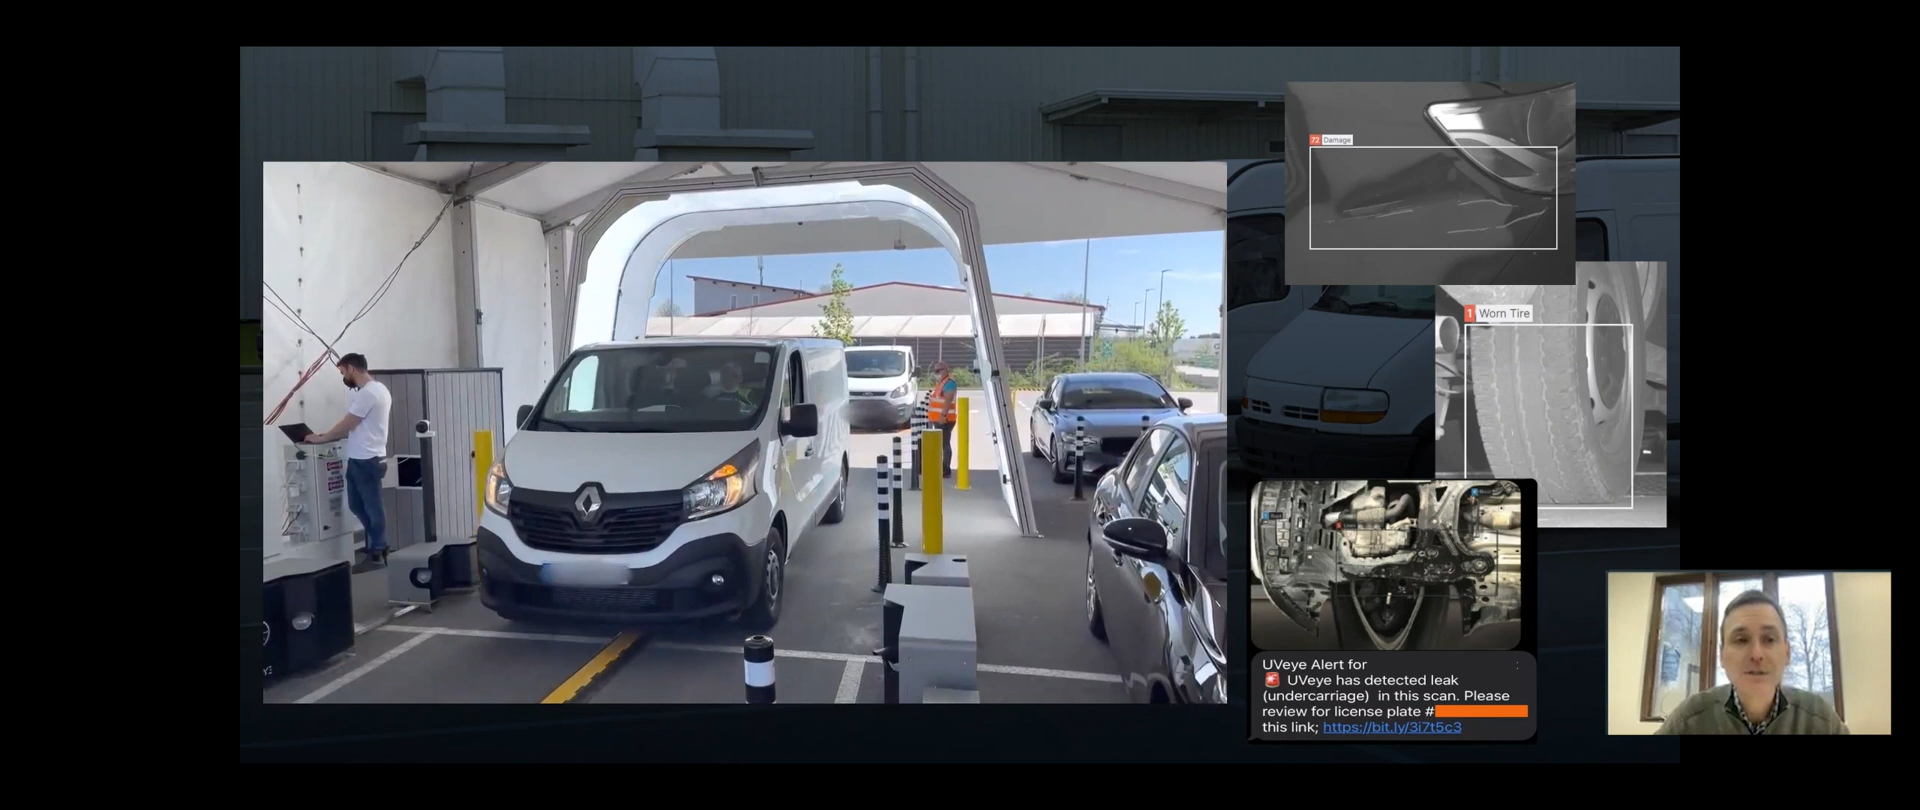 72 Damage
1 Worn Tire
UVeye Alert for
🚨 UVeye has detected leak
(undercarriage) in this scan. Please
review for license plate #
this link; https://bit.ly/3i7t5c3